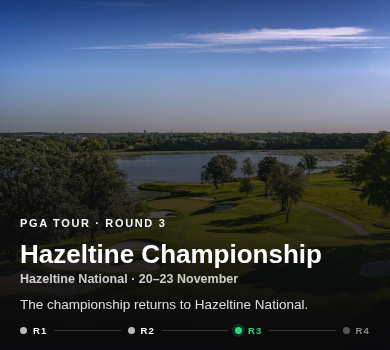 PGA TOUR · ROUND 3
Hazeltine Championship
Hazeltine National · 20–23 November
The championship returns to Hazeltine National.
R1 R2 R3 R4